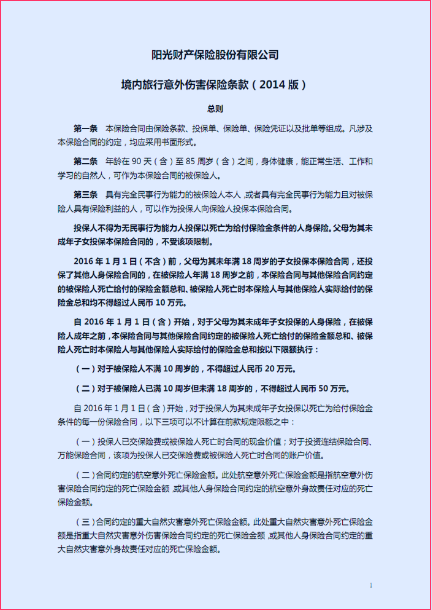 阳光财产保险股份有限公司
境内旅行意外伤害保险条款（2014 版）
总则
第一条 本保险合同由保险条款、投保单、保险单、保险凭证以及批单等组成。凡涉及
本保险合同的约定，均应采用书面形式。
第二条 年龄在 90 天（含）至 85 周岁（含）之间，身体健康，能正常生活、工作和
学习的自然人，可作为本保险合同的被保险人。
第三条 具有完全民事行为能力的被保险人本人，或者具有完全民事行为能力且对被保
险人具有保险利益的人，可以作为投保人向保险人投保本保险合同。
投保人不得为无民事行为能力人投保以死亡为给付保险金条件的人身保险。父母为其未
成年子女投保本保险合同的，不受该项限制。
2016 年 1 月 1 日（不含）前，父母为其未年满 18 周岁的子女投保本保险合同，还投
保了其他人身保险合同的，在被保险人年满 18 周岁之前，本保险合同与其他保险合同约定
的被保险人死亡给付的保险金额总和、被保险人死亡时本保险人与其他保险人实际给付的保
险金总和均不得超过人民币 10 万元。
自 2016 年 1 月 1 日（含）开始，对于父母为其未成年子女投保的人身保险，在被保
险人成年之前，本保险合同与其他保险合同约定的被保险人死亡给付的保险金额总和、被保
险人死亡时本保险人与其他保险人实际给付的保险金总和按以下限额执行：
（一）对于被保险人不满 10 周岁的，不得超过人民币 20 万元。
（二）对于被保险人已满 10 周岁但未满 18 周岁的，不得超过人民币 50 万元。
自 2016 年 1 月 1 日（含）开始，对于投保人为其未成年子女投保以死亡为给付保险金
条件的每一份保险合同，以下三项可以不计算在前款规定限额之中：
（一）投保人已交保险费或被保险人死亡时合同的现金价值；对于投资连结保险合同、
万能保险合同，该项为投保人已交保险费或被保险人死亡时合同的账户价值。
（二）合同约定的航空意外死亡保险金额。此处航空意外死亡保险金额是指航空意外伤
害保险合同约定的死亡保险金额，或其他人身保险合同约定的航空意外身故责任对应的死亡
保险金额。
（三）合同约定的重大自然灾害意外死亡保险金额。此处重大自然灾害意外死亡保险金
额是指重大自然灾害意外伤害保险合同约定的死亡保险金额，或其他人身保险合同约定的重
大自然灾害意外身故责任对应的死亡保险金额。
1